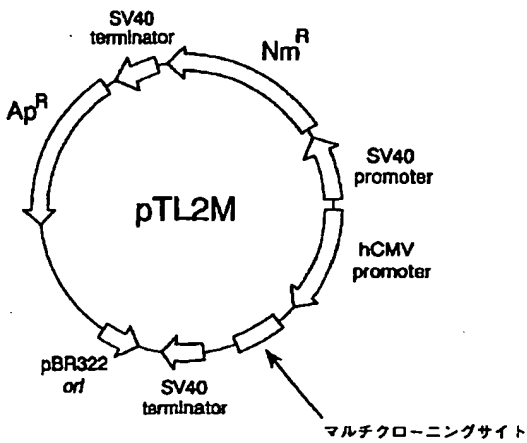 SV40
terminator
Nm^R
Ap^R
SV40
promoter
pTL2M
hCMV
promoter
pBR322
ori
SV40
terminator
マルチクローニングサイト